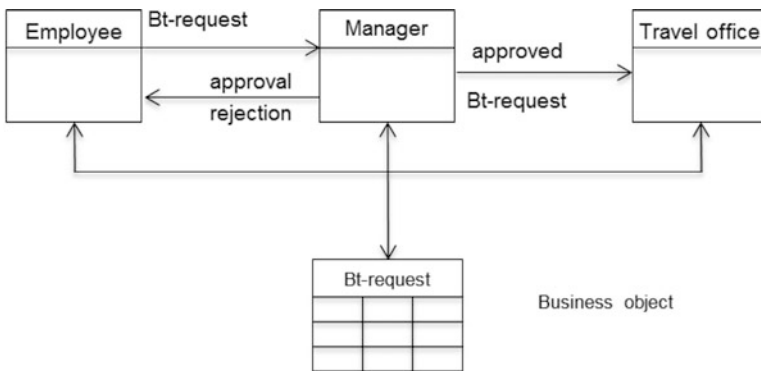 Employee
Bt-request
Manager
Travel office
approval
rejection
approved
Bt-request
Bt-request
Business object